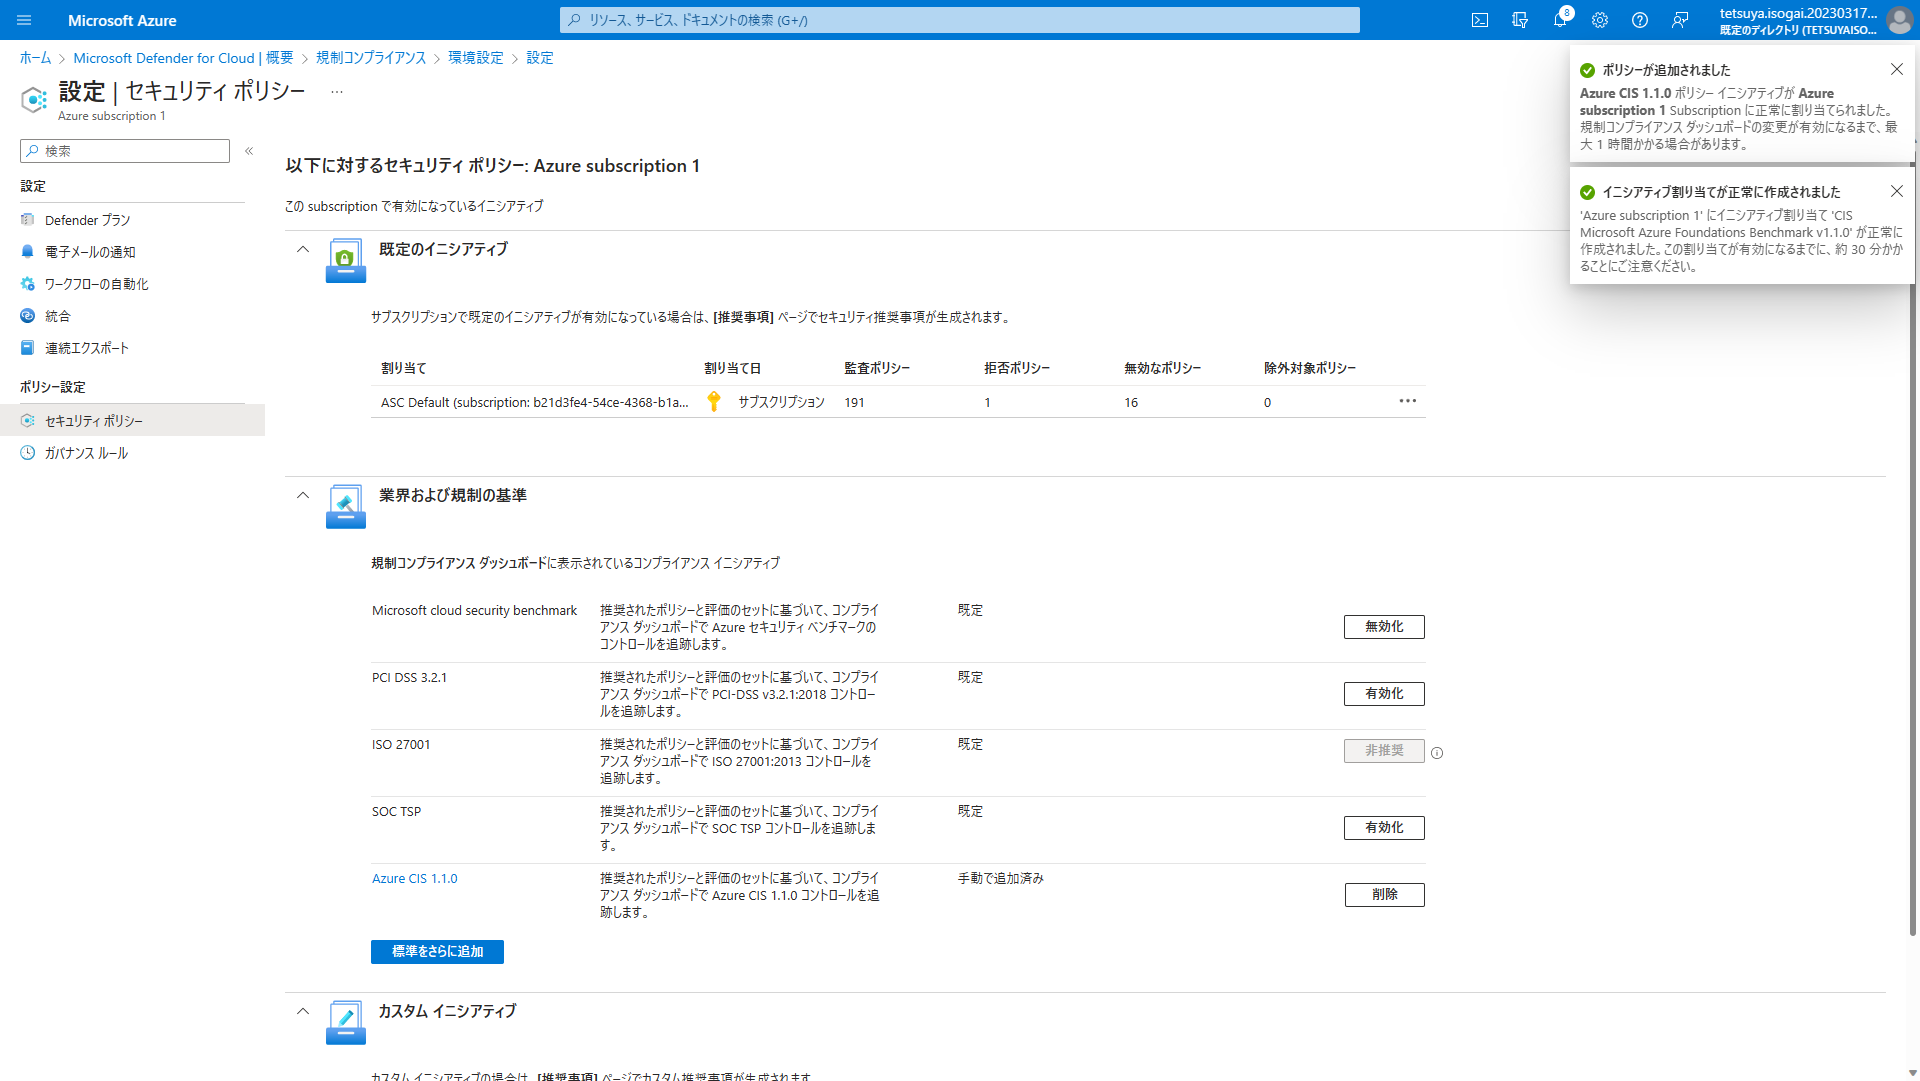 Microsoft Azure
リソース、サービス、ドキュメントの検索 (G+/)
8
tetsuya.isogai.20230317...
既定のディレクトリ (TETSUYAISO...
ホーム > Microsoft Defender for Cloud | 概要 > 規制コンプライアンス > 環境設定 > 設定
設定 | セキュリティ ポリシー ...
Azure subscription 1
検索
«
設定
Defender プラン
電子メールの通知
ワークフローの自動化
統合
連続エクスポート
ポリシー設定
セキュリティ ポリシー
ガバナンス ルール
以下に対するセキュリティ ポリシー: Azure subscription 1
この subscription で有効になっているイニシアティブ
既定のイニシアティブ
サブスクリプションで既定のイニシアティブが有効になっている場合は、[推奨事項] ページでセキュリティ推奨事項が生成されます。
割り当て 割り当て日 監査ポリシー 拒否ポリシー 無効なポリシー 除外対象ポリシー
ASC Default (subscription: b21d3fe4-54ce-4368-b1a... サブスクリプション 191 1 16 0 ...
業界および規制の基準
規制コンプライアンス ダッシュボードに表示されているコンプライアンス イニシアティブ
Microsoft cloud security benchmark
推奨されたポリシーと評価のセットに基づいて、コンプライ
アンス ダッシュボードで Azure セキュリティ ベンチマークの
コントロールを追跡します。
既定
無効化
PCI DSS 3.2.1
推奨されたポリシーと評価のセットに基づいて、コンプライ
アンス ダッシュボードで PCI-DSS v3.2.1:2018 コントロー
ルを追跡します。
既定
有効化
ISO 27001
推奨されたポリシーと評価のセットに基づいて、コンプライ
アンス ダッシュボードで ISO 27001:2013 コントロールを
追跡します。
既定
非推奨
SOC TSP
推奨されたポリシーと評価のセットに基づいて、コンプライ
アンス ダッシュボードで SOC TSP コントロールを追跡しま
す。
既定
有効化
Azure CIS 1.1.0
推奨されたポリシーと評価のセットに基づいて、コンプライ
アンス ダッシュボードで Azure CIS 1.1.0 コントロールを追
跡します。
手動で追加済み
削除
標準をさらに追加
カスタム イニシアティブ
カスタム イニシアティブの場合は、[推奨事項] ページでカスタム推奨事項が生成されます。
ポリシーが追加されました
Azure CIS 1.1.0 ポリシー イニシアティブが Azure
subscription 1 Subscription に正常に割り当てられました。
規制コンプライアンス ダッシュボードの変更が有効になるまで、最
大 1 時間かかる場合があります。
イニシアティブ割り当てが正常に作成されました
'Azure subscription 1' にイニシアティブ割り当て 'CIS
Microsoft Azure Foundations Benchmark v1.1.0' が正常に
作成されました。この割り当てが有効になるまでに、約 30 分かか
ることにご注意ください。